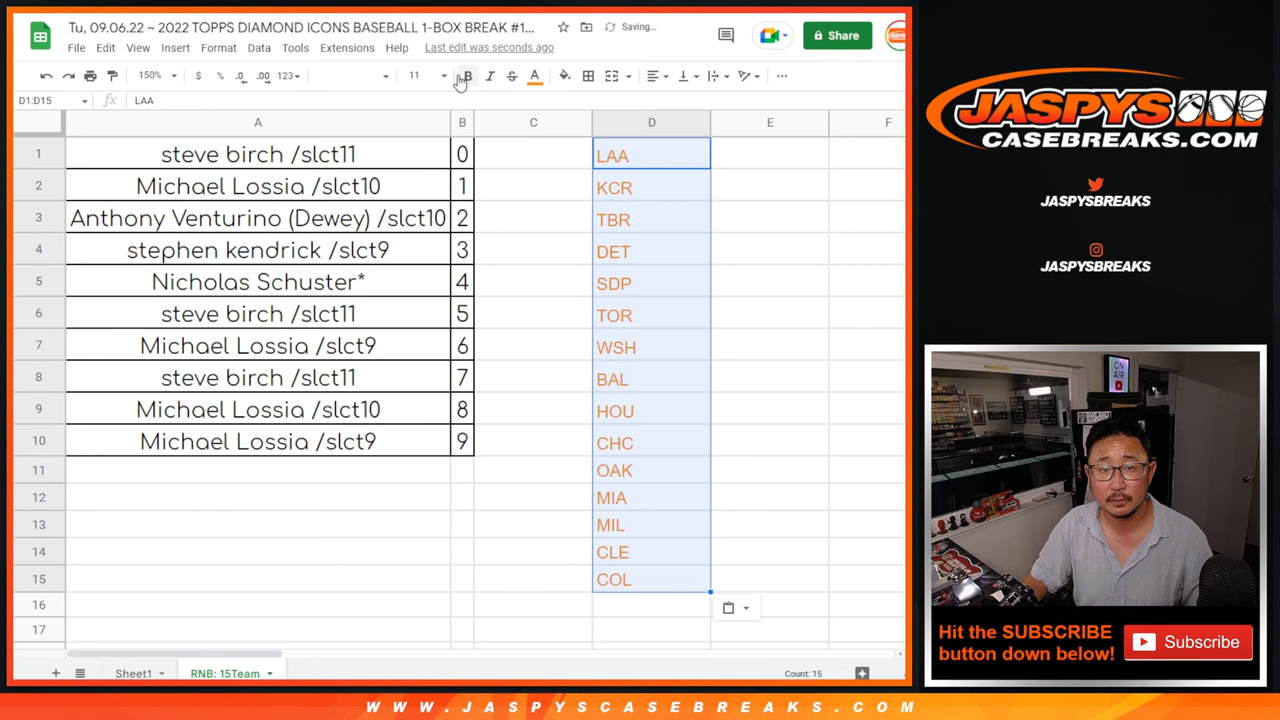 Tu, 09.06.22 ~ 2022 TOPPS DIAMOND ICONS BASEBALL 1-BOX BREAK #1...
Saving...
Share
File Edit View Insert Format Data Tools Extensions Help Last edit was seconds ago
150% $ % .0 .00 123 11 B I S A
D1:D15 fx LAA
A B C D E F
1 steve birch /slct11 0 LAA
2 Michael Lossia /slct10 1 KCR
3 Anthony Venturino (Dewey) /slct10 2 TBR
4 stephen kendrick /slct9 3 DET
5 Nicholas Schuster* 4 SDP
6 steve birch /slct11 5 TOR
7 Michael Lossia /slct9 6 WSH
8 steve birch /slct11 7 BAL
9 Michael Lossia /slct10 8 HOU
10 Michael Lossia /slct9 9 CHC
11 OAK
12 MIA
13 MIL
14 CLE
15 COL
16
17
Sheet1 RNB: 15Team Count: 15
JASPYS
CASEBREAKS.COM
JASPYSBREAKS
JASPYSBREAKS
ON
AIR
Hit the SUBSCRIBE
button down below!
Subscribe
WWW.JASPYSCASEBREAKS.COM